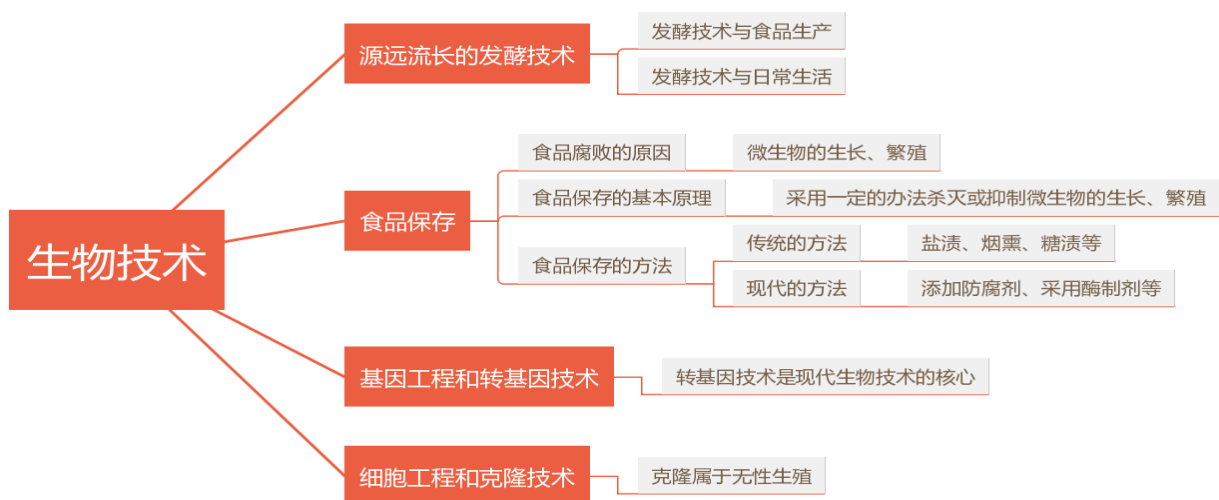 生物技术
源远流长的发酵技术
发酵技术与食品生产
发酵技术与日常生活
食品保存
食品腐败的原因
微生物的生长、繁殖
食品保存的基本原理
采用一定的办法杀灭或抑制微生物的生长、繁殖
食品保存的方法
传统的方法
盐渍、烟熏、糖渍等
现代的方法
添加防腐剂、采用酶制剂等
基因工程和转基因技术
转基因技术是现代生物技术的核心
细胞工程和克隆技术
克隆属于无性生殖